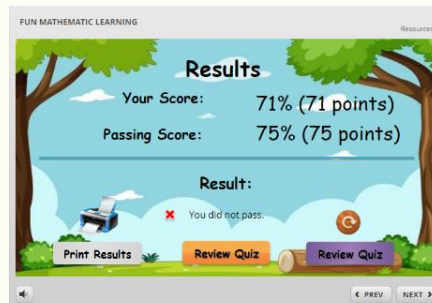 FUN MATHEMATIC LEARNING
Resources
Results
Your Score: 71% (71 points)
Passing Score: 75% (75 points)
Result:
You did not pass.
Print Results Review Quiz Review Quiz
PREV NEXT